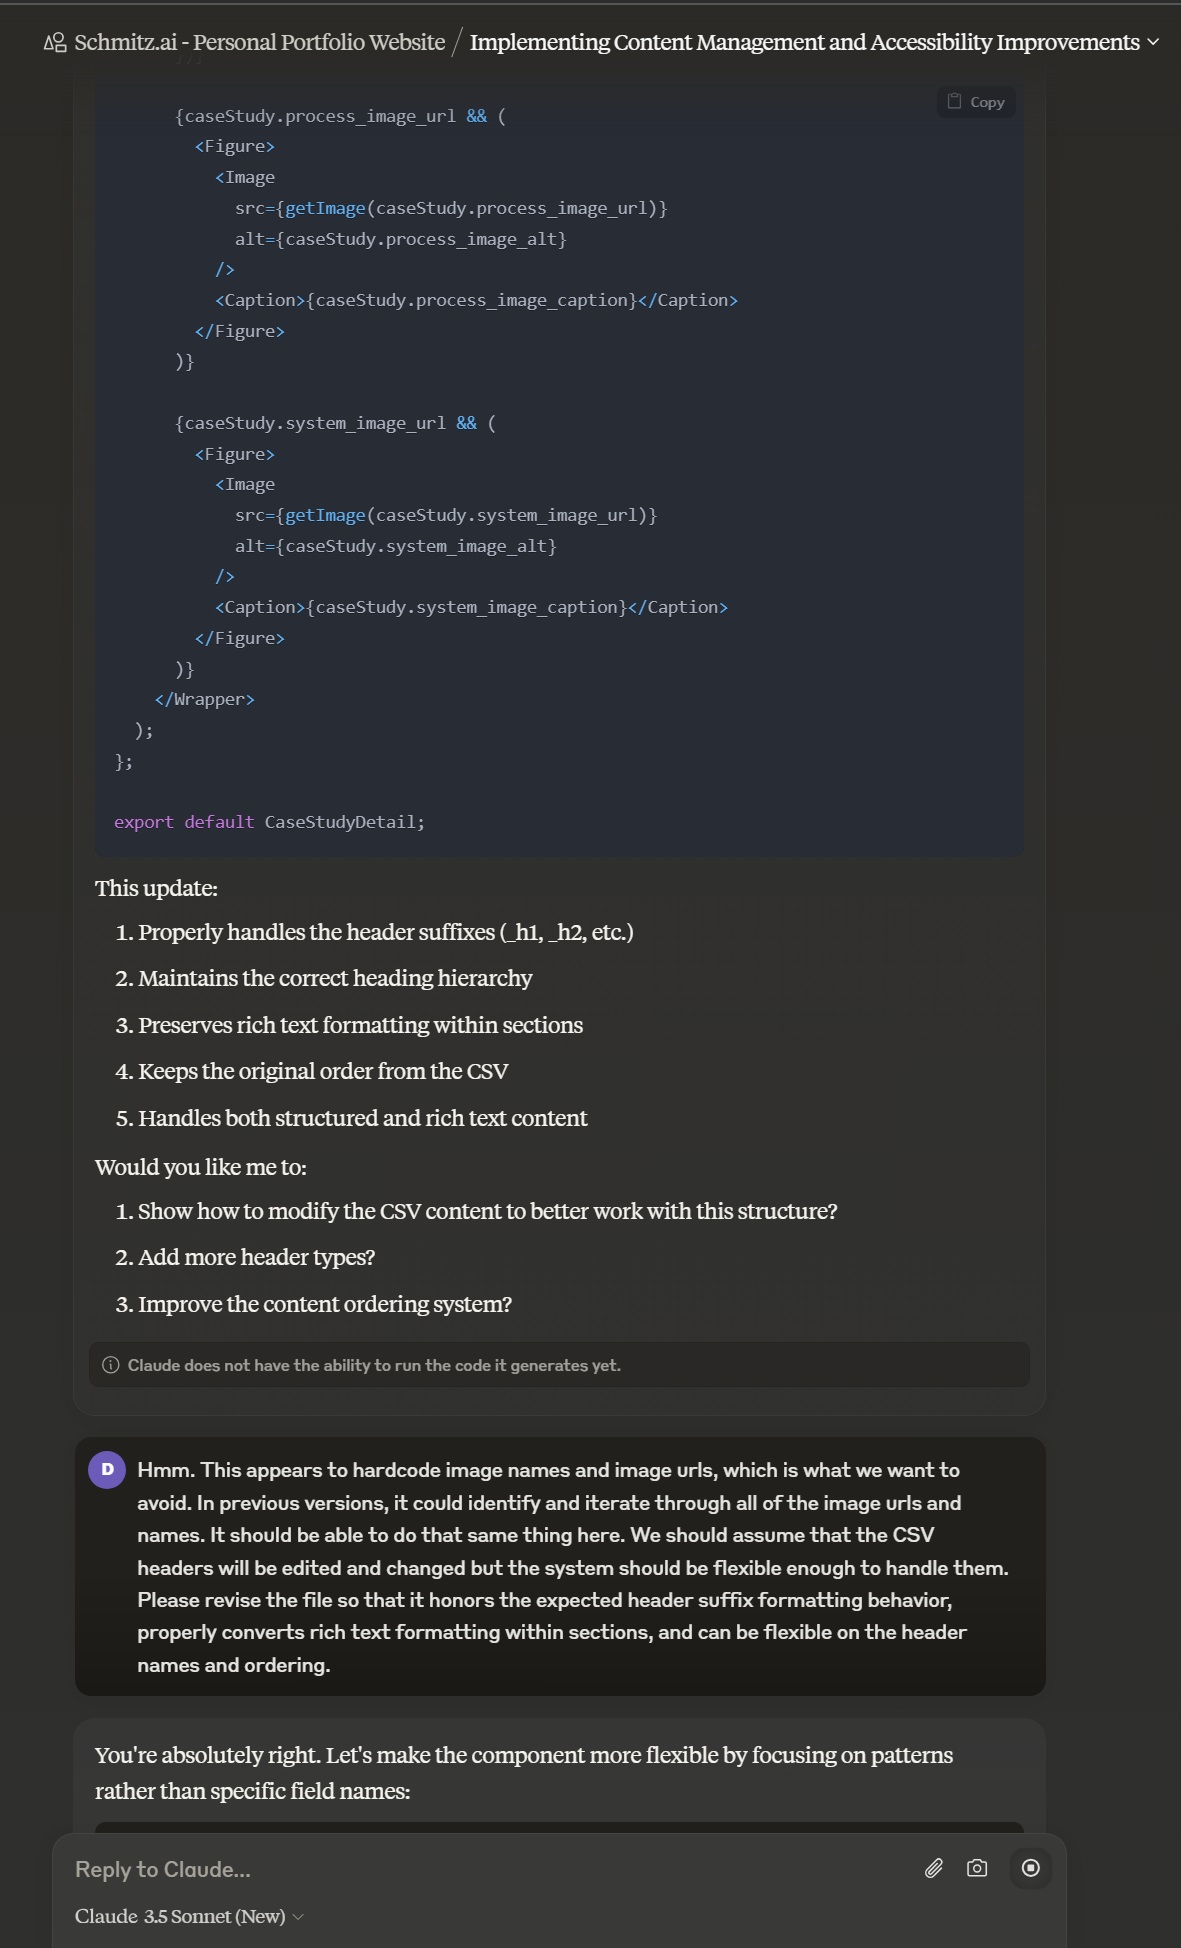 Schmitz.ai - Personal Portfolio Website / Implementing Content Management and Accessibility Improvements
Copy
{caseStudy.process_image_url && (
<Figure>
<Image
src={getImage(caseStudy.process_image_url)}
alt={caseStudy.process_image_alt}
/>
<Caption>{caseStudy.process_image_caption}</Caption>
</Figure>
)}
{caseStudy.system_image_url && (
<Figure>
<Image
src={getImage(caseStudy.system_image_url)}
alt={caseStudy.system_image_alt}
/>
<Caption>{caseStudy.system_image_caption}</Caption>
</Figure>
)}
</Wrapper>
);
};
export default CaseStudyDetail;
This update:
1. Properly handles the header suffixes (_h1, _h2, etc.)
2. Maintains the correct heading hierarchy
3. Preserves rich text formatting within sections
4. Keeps the original order from the CSV
5. Handles both structured and rich text content
Would you like me to:
1. Show how to modify the CSV content to better work with this structure?
2. Add more header types?
3. Improve the content ordering system?
Claude does not have the ability to run the code it generates yet.
D
Hmm. This appears to hardcode image names and image urls, which is what we want to
avoid. In previous versions, it could identify and iterate through all of the image urls and
names. It should be able to do that same thing here. We should assume that the CSV
headers will be edited and changed but the system should be flexible enough to handle them.
Please revise the file so that it honors the expected header suffix formatting behavior,
properly converts rich text formatting within sections, and can be flexible on the header
names and ordering.
You're absolutely right. Let's make the component more flexible by focusing on patterns
rather than specific field names:
Reply to Claude...
Claude 3.5 Sonnet (New)